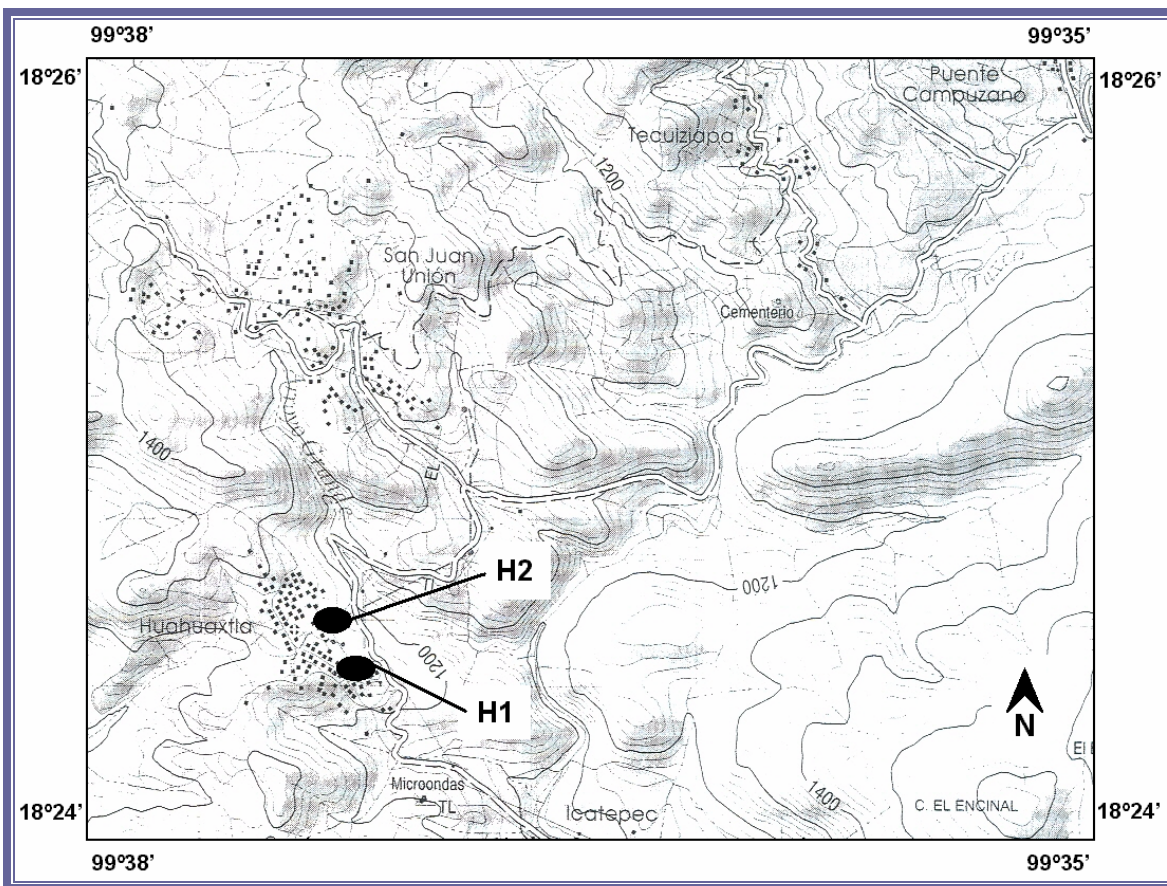 99º38’
99º35’
18º26’
18º26’
Puente
Campuzano
Tecuiziapa
1200
San Juan
Unión
Cementerio
1400
EL
H2
1200
Huahuaxtla
1200
H1
N
Microondas
TL
Icatepec
1400
C. EL ENCINAL
El
18º24’
18º24’
99º38’
99º35’